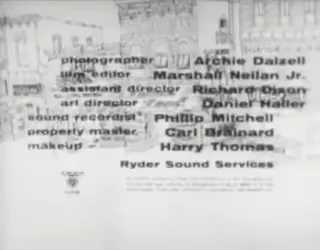 photographer Archie Dalzell
film editor Marshall Neilan Jr.
assistant director Richard Dixon
art director Daniel Haller
sound recordist Phillip Mitchell
property master Carl Brainard
makeup Harry Thomas
Ryder Sound Services